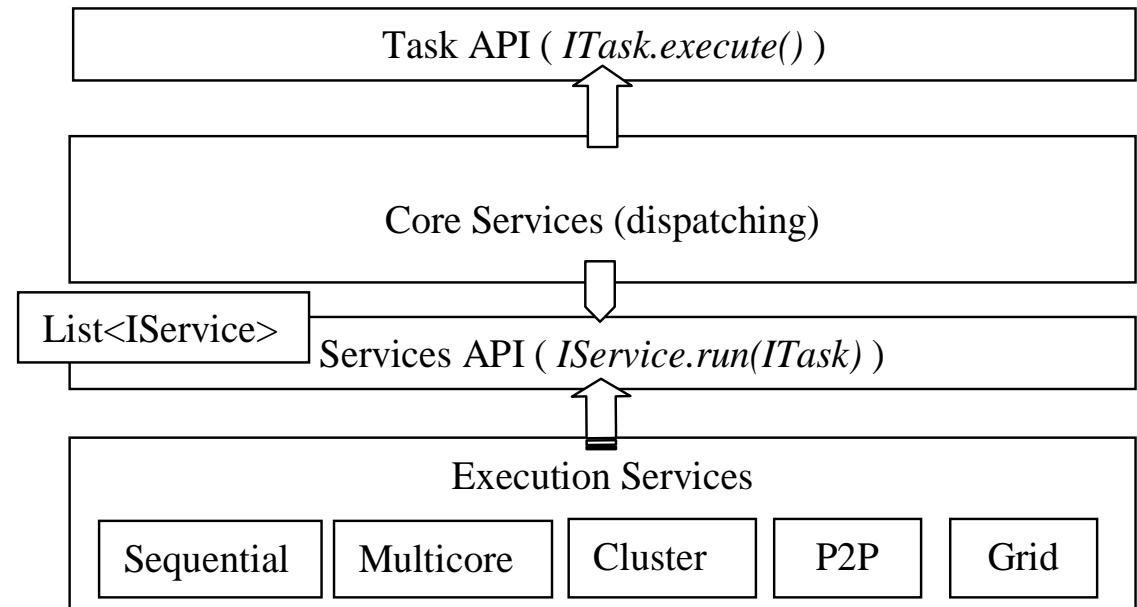 Task API ( ITask.execute() )
Core Services (dispatching)
List<IService>
Services API ( IService.run(ITask) )
Execution Services
Sequential
Multicore
Cluster
P2P
Grid